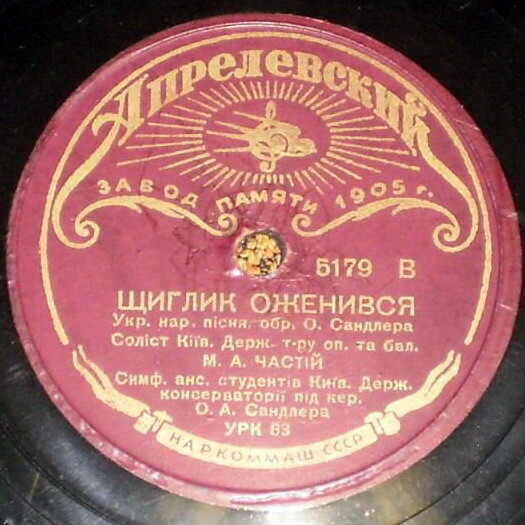 Апрелевский
ЗАВОД ПАМЯТИ 1905 г.
5179 В
ЩИГЛИК ОЖЕНИВСЯ
Укр. нар. пісня, обр. О. Сандлера
Соліст Київ. Держ. т-ру оп. та бал.
М. А. ЧАСТІЙ
Симф. анс. студентів Київ. Держ.
консерваторії під кер.
О. А. Сандлера
УРК 63
НАРКОММАШ СССР